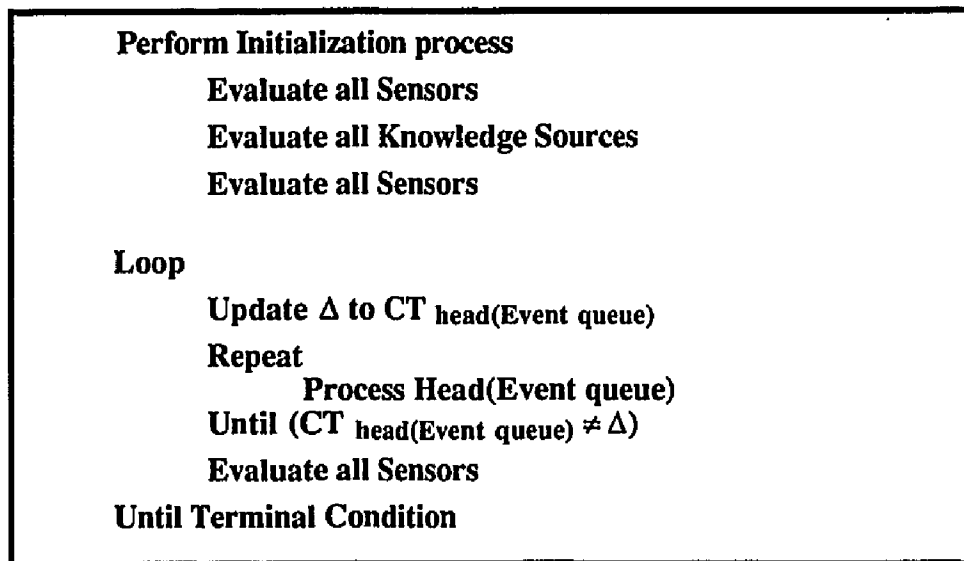 Perform Initialization process
Evaluate all Sensors
Evaluate all Knowledge Sources
Evaluate all Sensors
Loop
Update Δ to CT head(Event queue)
Repeat
Process Head(Event queue)
Until (CT head(Event queue) ≠ Δ)
Evaluate all Sensors
Until Terminal Condition